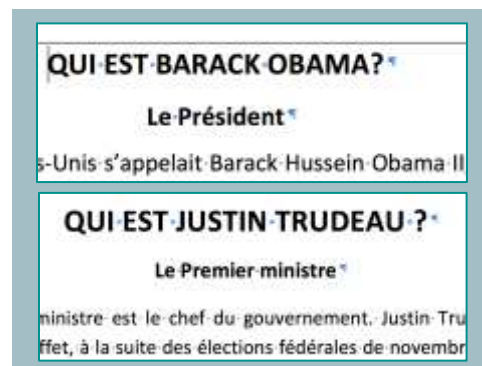 QUI EST BARACK OBAMA?
Le Président
s-Unis s'appelait Barack Hussein Obama II
QUI EST JUSTIN TRUDEAU ?
Le Premier ministre
ministre est le chef du gouvernement. Justin Tru
ffet, à la suite des élections fédérales de novembr